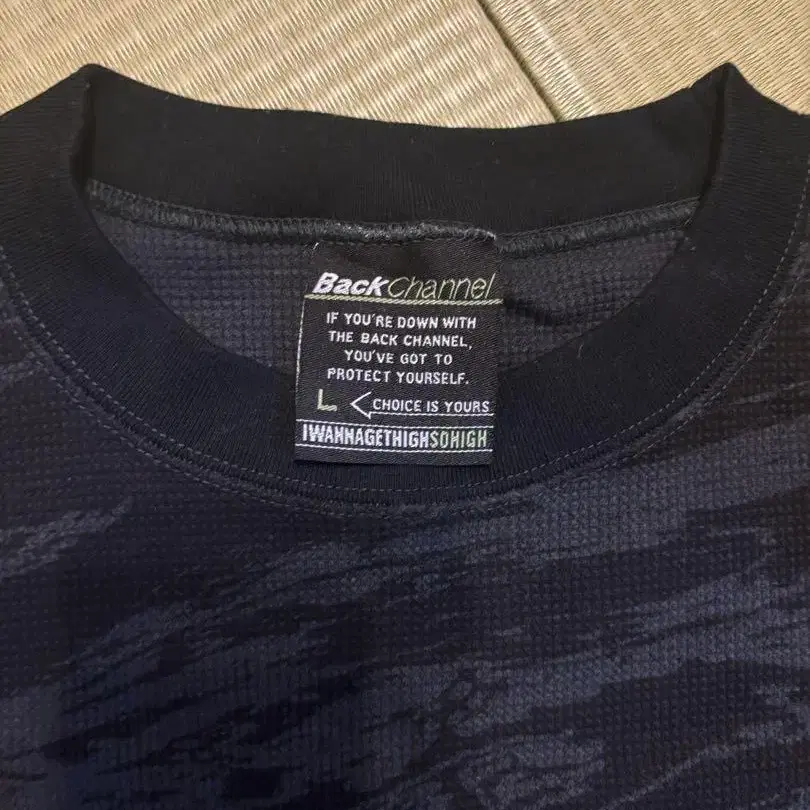 BackChannel
IF YOU'RE DOWN WITH
THE BACK CHANNEL,
YOU'VE GOT TO
PROTECT YOURSELF.
L CHOICE IS YOURS
IWANNAGETHIGHSOHIGH